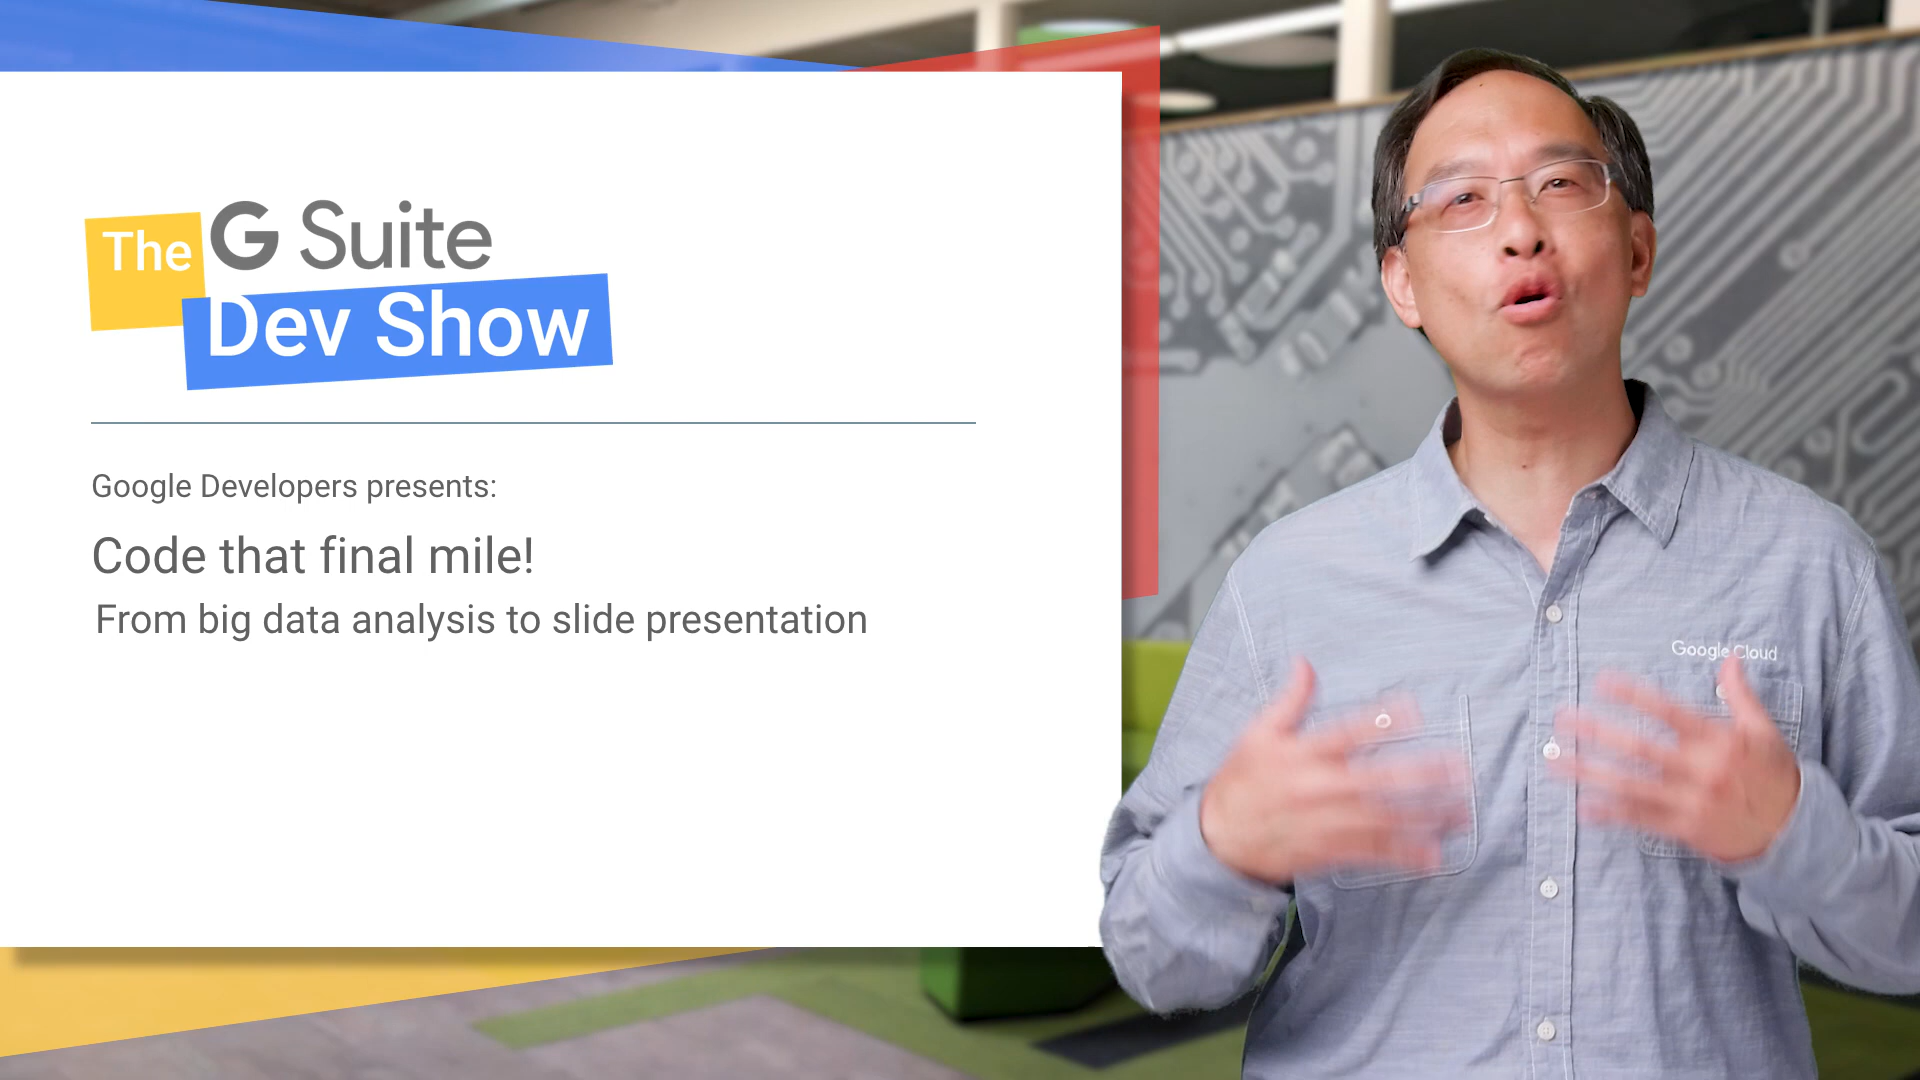 The G Suite
Dev Show
Google Developers presents:
Code that final mile!
From big data analysis to slide presentation
Google Cloud